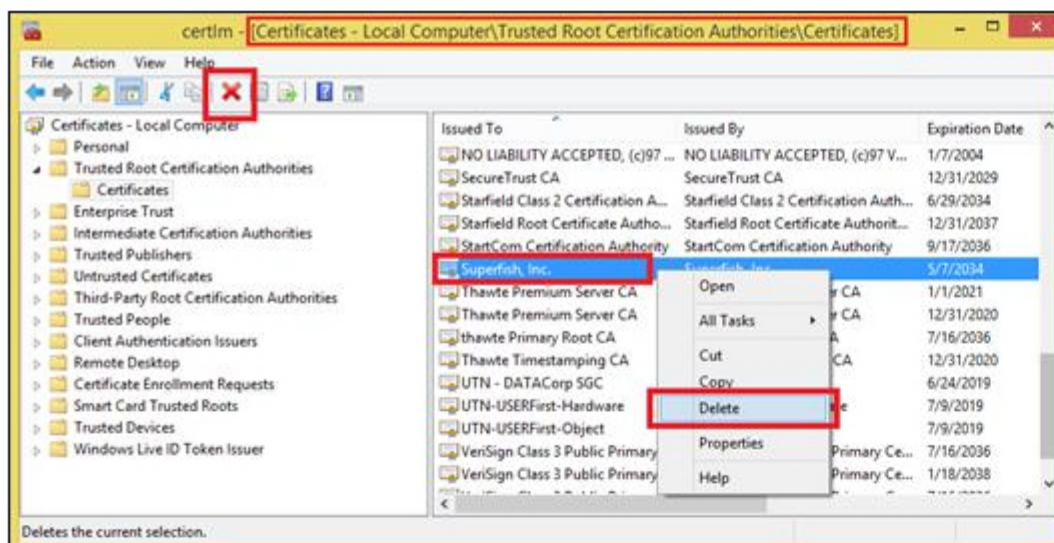 certlm - [Certificates - Local Computer\Trusted Root Certification Authorities\Certificates]
File Action View Help
Certificates - Local Computer
Personal
Trusted Root Certification Authorities
Certificates
Enterprise Trust
Intermediate Certification Authorities
Trusted Publishers
Untrusted Certificates
Third-Party Root Certification Authorities
Trusted People
Client Authentication Issuers
Remote Desktop
Certificate Enrollment Requests
Smart Card Trusted Roots
Trusted Devices
Windows Live ID Token Issuer
Issued To Issued By Expiration Date
NO LIABILITY ACCEPTED, (c)97 ... NO LIABILITY ACCEPTED, (c)97 V... 1/7/2004
SecureTrust CA SecureTrust CA 12/31/2029
Starfield Class 2 Certification A... Starfield Class 2 Certification Auth... 6/29/2034
Starfield Root Certificate Autho... Starfield Root Certificate Authorit... 12/31/2037
StartCom Certification Authority StartCom Certification Authority 9/17/2036
Superfish, Inc. Superfish, Inc. 5/7/2034
Thawte Premium Server CA r CA 1/1/2021
Thawte Premium Server CA r CA 12/31/2020
thawte Primary Root CA A 7/16/2036
Thawte Timestamping CA CA 12/31/2020
UTN - DATACorp SGC 6/24/2019
UTN-USERFirst-Hardware e 7/9/2019
UTN-USERFirst-Object 7/9/2019
VeriSign Class 3 Public Primary Primary Ce... 7/16/2036
VeriSign Class 3 Public Primary Primary Ce... 1/18/2038
Open
All Tasks
Cut
Copy
Delete
Properties
Help
Deletes the current selection.